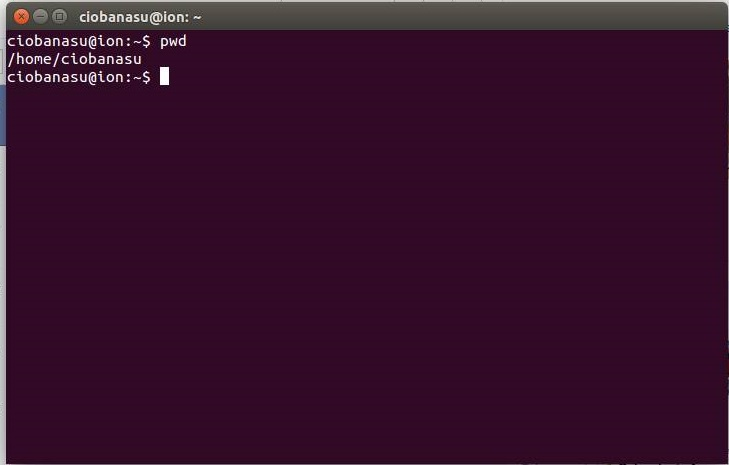 ciobanasu@ion: ~
ciobanasu@ion:~$ pwd
/home/ciobanasu
ciobanasu@ion:~$